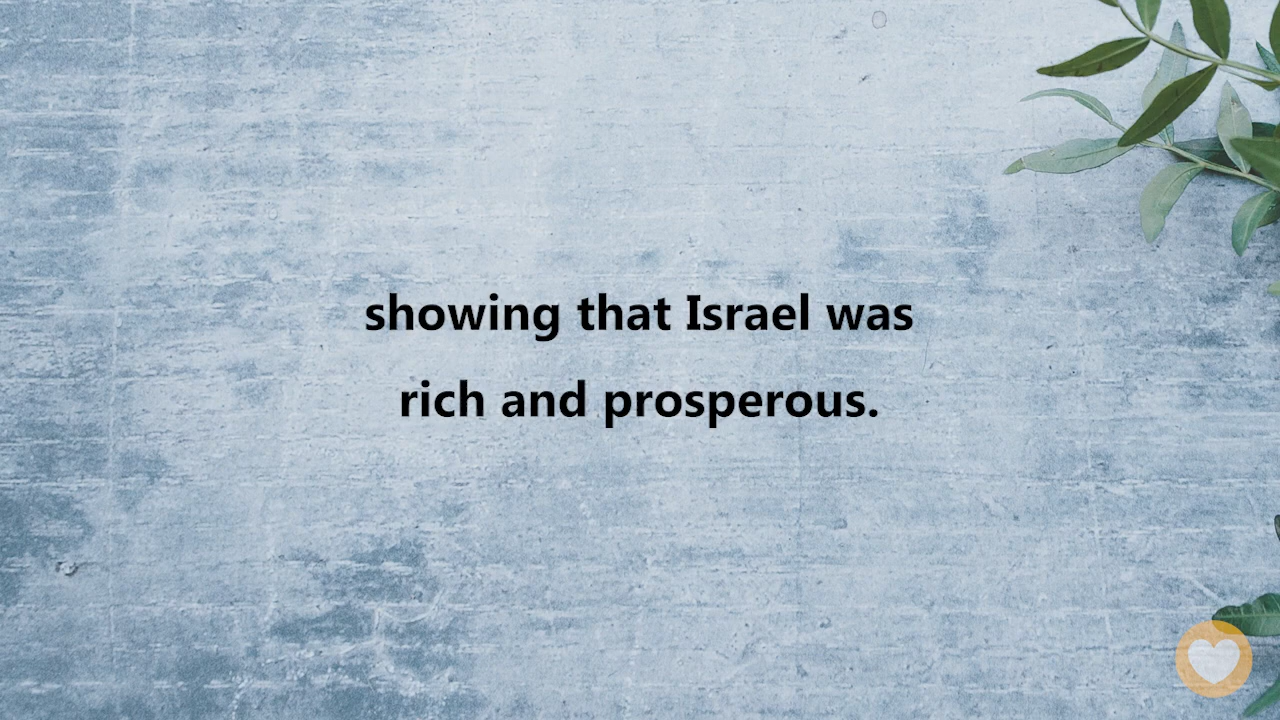 showing that Israel was
rich and prosperous.